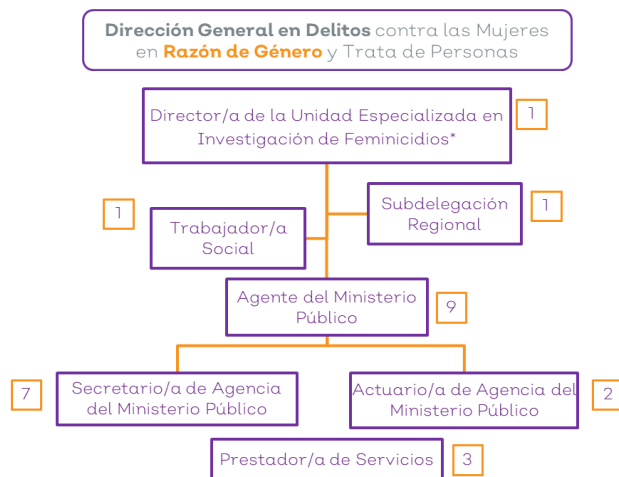 Dirección General en Delitos contra las Mujeres
en Razón de Género y Trata de Personas
Director/a de la Unidad Especializada en
Investigación de Feminicidios*
1
1
Trabajador/a
Social
Subdelegación
Regional
1
Agente del Ministerio
Público
9
7
Secretario/a de Agencia
del Ministerio Público
Actuario/a de Agencia del
Ministerio Público
2
Prestador/a de Servicios
3